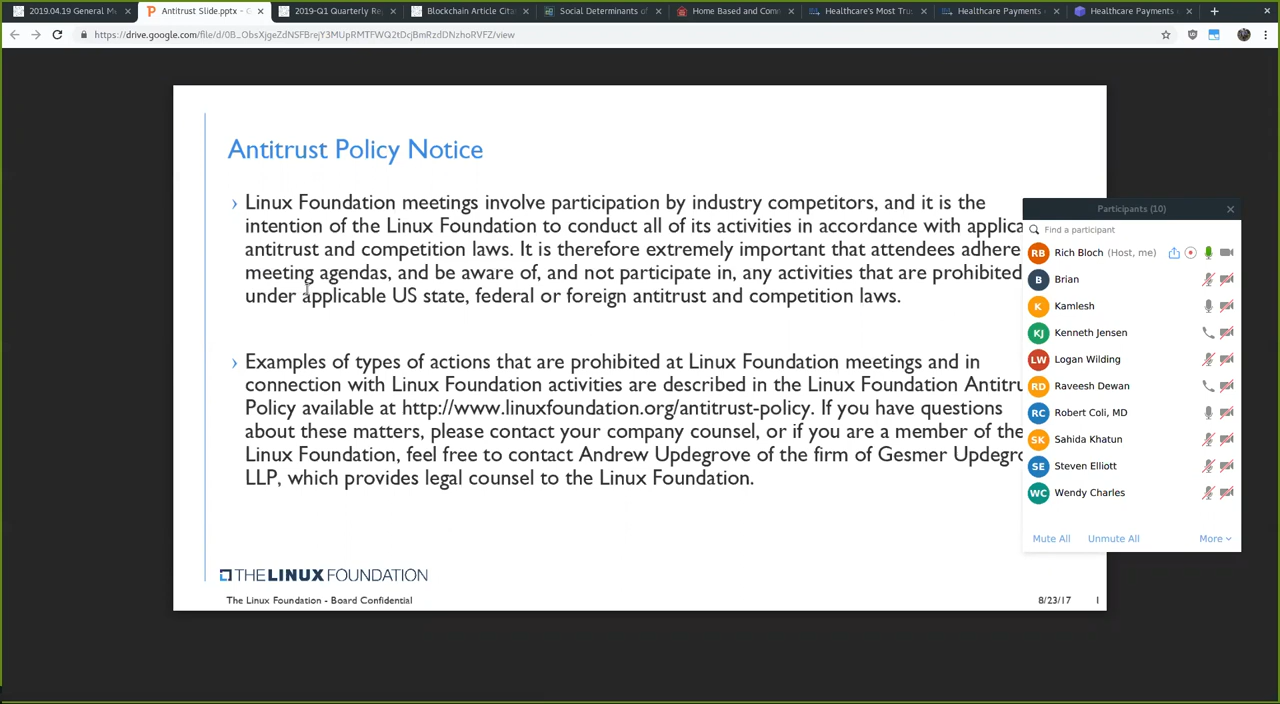 2019.04.19 General M
Antitrust Slide.pptx - G
2019-Q1 Quarterly Re
Blockchain Article Cita
Social Determinants of
Home Based and Com
Healthcare's Most Tru
Healthcare Payments
Healthcare Payments
https://drive.google.com/file/d/0B_ObsXjgeZdNSFBrejY3MUpRMTFWQ2tDcjBmRzdDNzhoRVFZ/view
Antitrust Policy Notice
› Linux Foundation meetings involve participation by industry competitors, and it is the
intention of the Linux Foundation to conduct all of its activities in accordance with applica
antitrust and competition laws. It is therefore extremely important that attendees adhere
meeting agendas, and be aware of, and not participate in, any activities that are prohibited
under applicable US state, federal or foreign antitrust and competition laws.
› Examples of types of actions that are prohibited at Linux Foundation meetings and in
connection with Linux Foundation activities are described in the Linux Foundation Antitru
Policy available at http://www.linuxfoundation.org/antitrust-policy. If you have questions
about these matters, please contact your company counsel, or if you are a member of the
Linux Foundation, feel free to contact Andrew Updegrove of the firm of Gesmer Updegro
LLP, which provides legal counsel to the Linux Foundation.
THE LINUX FOUNDATION
The Linux Foundation - Board Confidential
8/23/17 1
Participants (10)
Find a participant
RB Rich Bloch (Host, me)
B Brian
K Kamlesh
KJ Kenneth Jensen
LW Logan Wilding
RD Raveesh Dewan
RC Robert Coli, MD
SK Sahida Khatun
SE Steven Elliott
WC Wendy Charles
Mute All Unmute All More